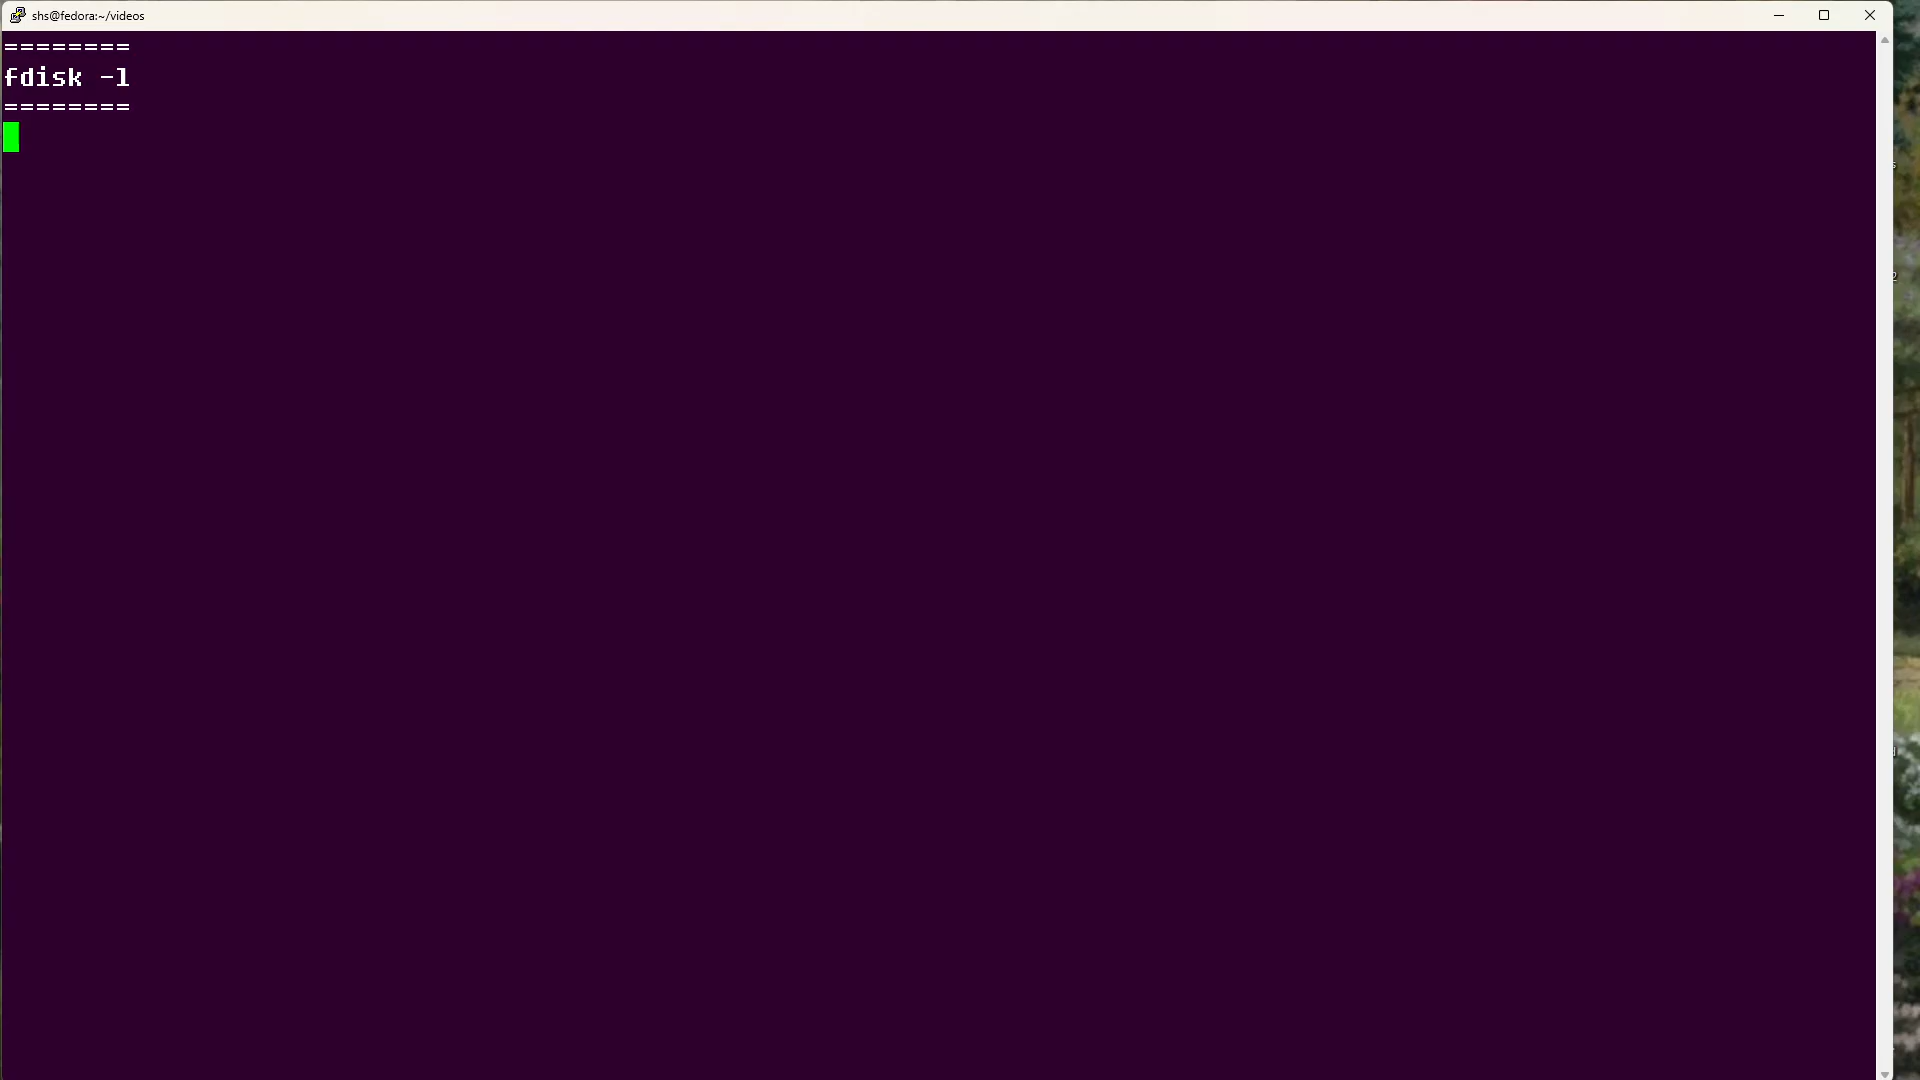 shs@fedora:~/videos
========
fdisk -l
========